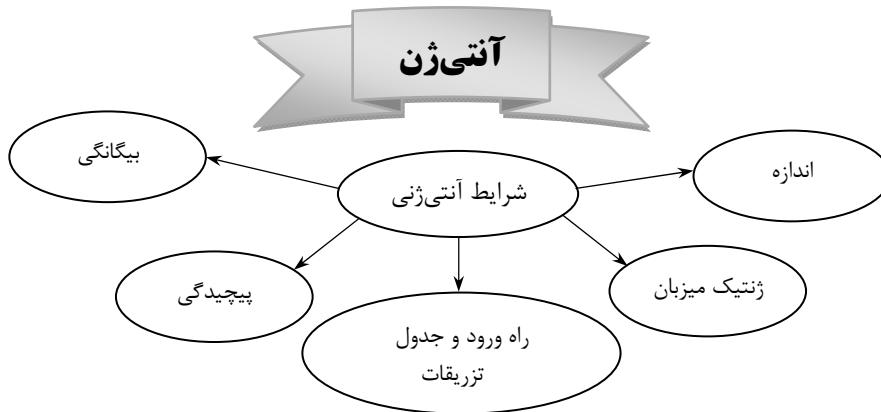 آنتی‌ژن
شرایط آنتی‌ژنی
اندازه
بیگانگی
ژنتیک میزبان
پیچیدگی
راه ورود و جدول
تزریقات